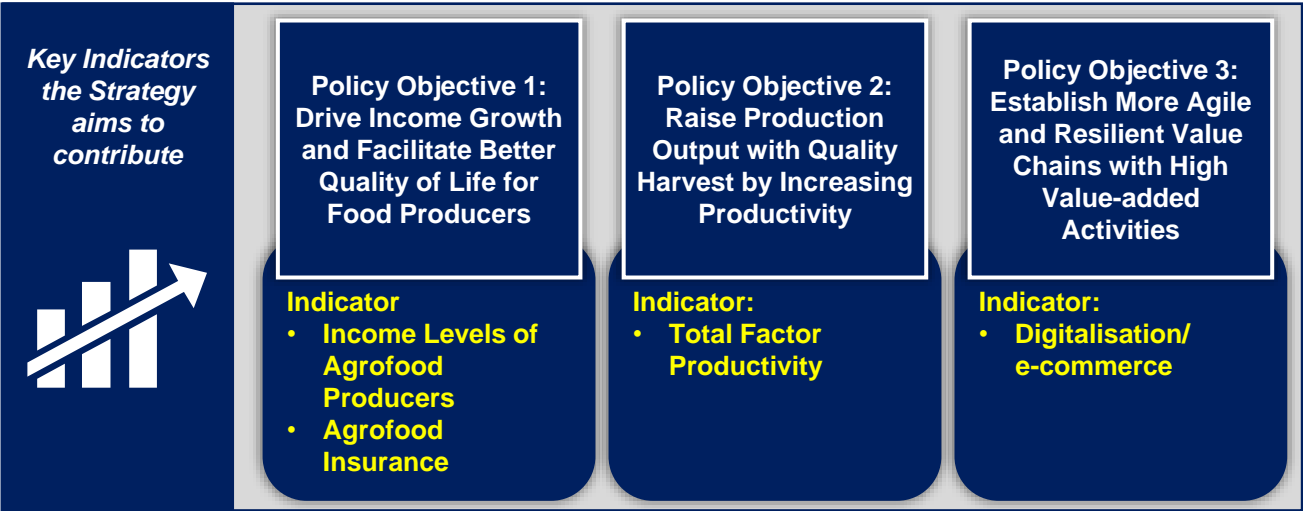 Key Indicators
the Strategy
aims to
contribute
Policy Objective 1:
Drive Income Growth
and Facilitate Better
Quality of Life for
Food Producers
Indicator
• Income Levels of
Agrofood
Producers
• Agrofood
Insurance
Policy Objective 2:
Raise Production
Output with Quality
Harvest by Increasing
Productivity
Indicator:
• Total Factor
Productivity
Policy Objective 3:
Establish More Agile
and Resilient Value
Chains with High
Value-added
Activities
Indicator:
• Digitalisation/
e-commerce